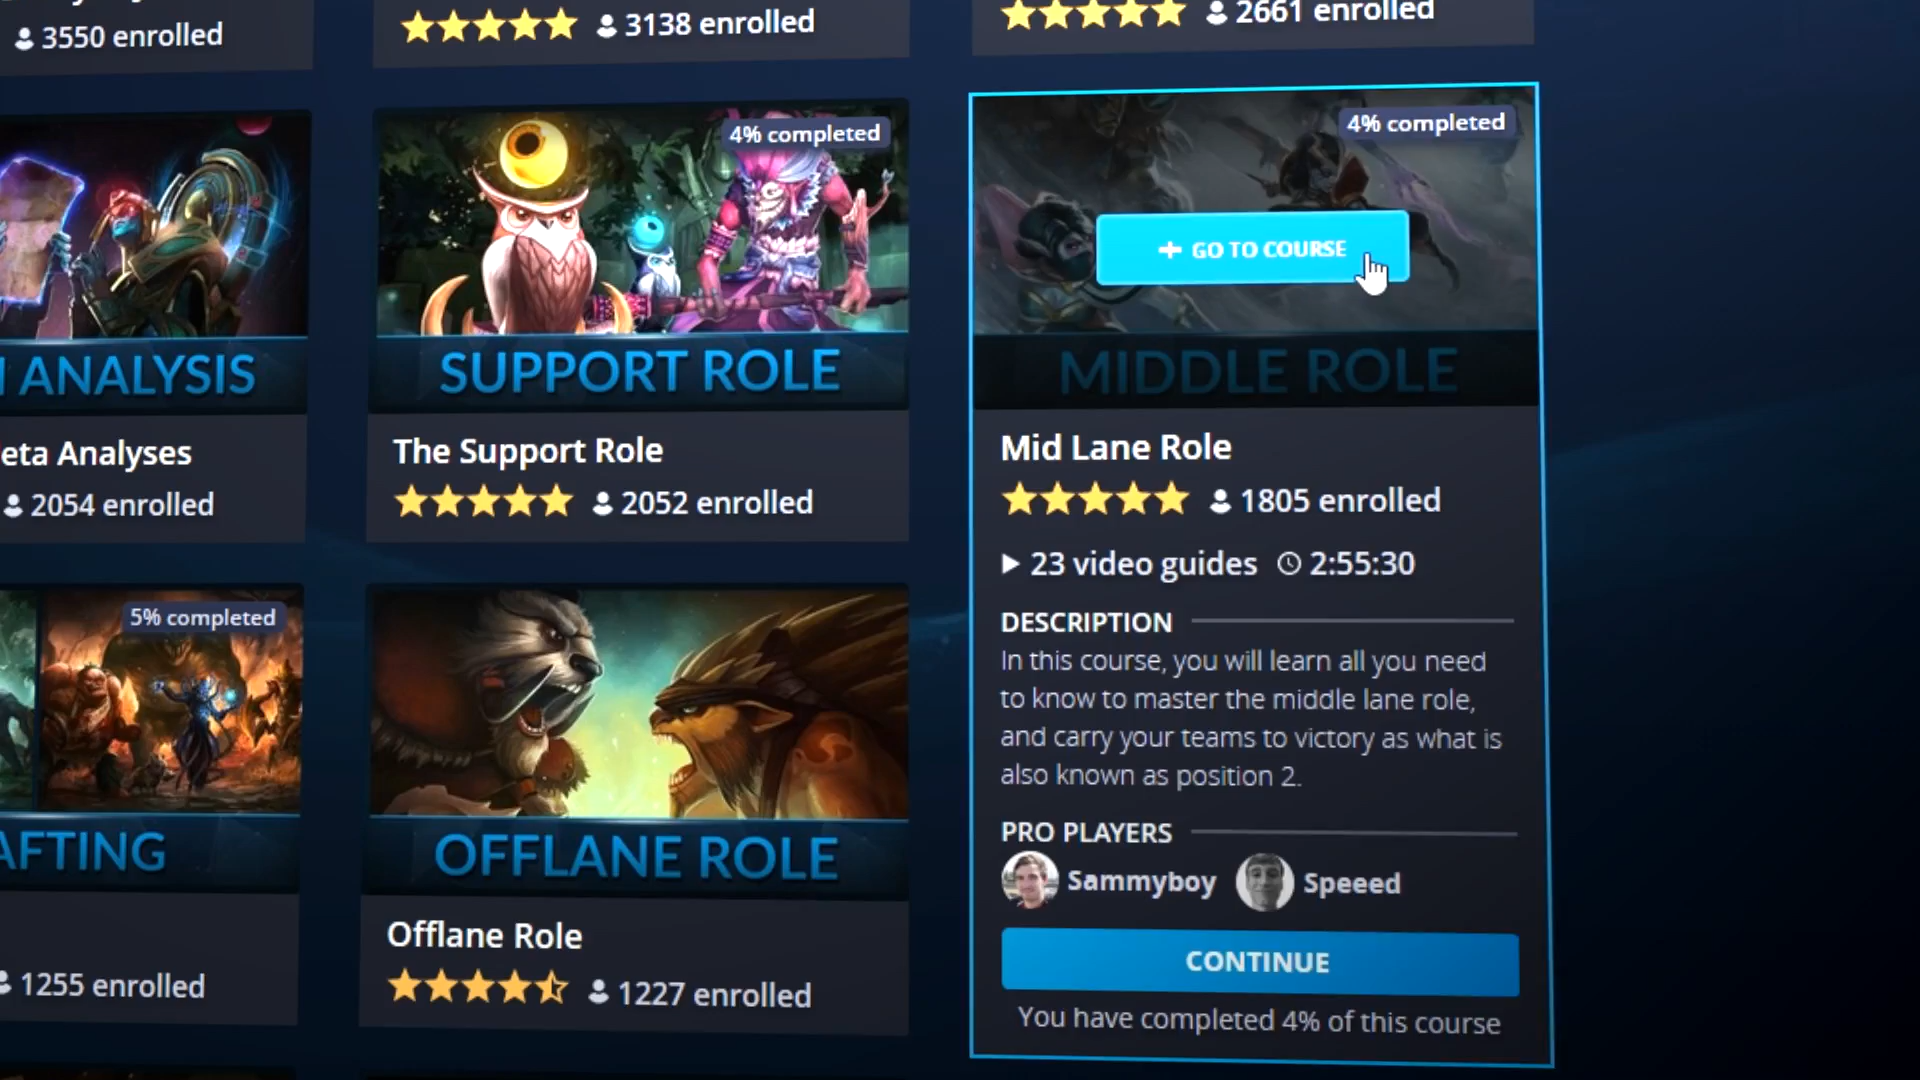 3550 enrolled
3138 enrolled
2661 enrolled
ANALYSIS
eta Analyses
2054 enrolled
4% completed
SUPPORT ROLE
The Support Role
2052 enrolled
4% completed
GO TO COURSE
MIDDLE ROLE
Mid Lane Role
1805 enrolled
23 video guides 2:55:30
DESCRIPTION
In this course, you will learn all you need
to know to master the middle lane role,
and carry your teams to victory as what is
also known as position 2.
PRO PLAYERS
Sammyboy Speeed
CONTINUE
You have completed 4% of this course
5% completed
AFTING
1255 enrolled
OFFLANE ROLE
Offlane Role
1227 enrolled